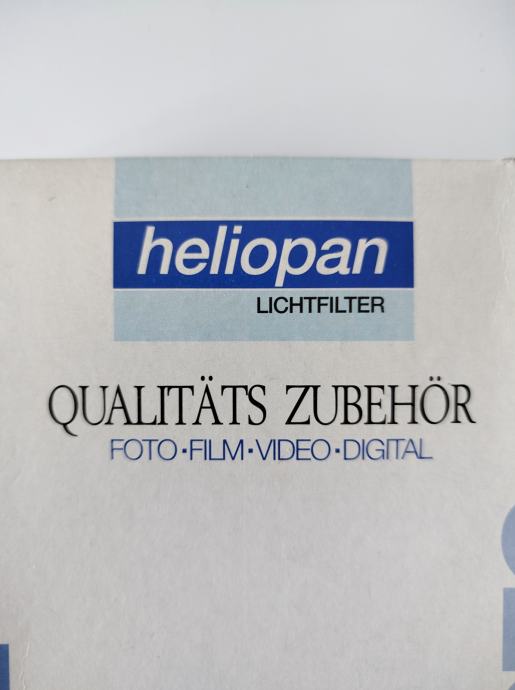 heliopan
LICHTFILTER
QUALITÄTS ZUBEHÖR
FOTO·FILM·VIDEO·DIGITAL